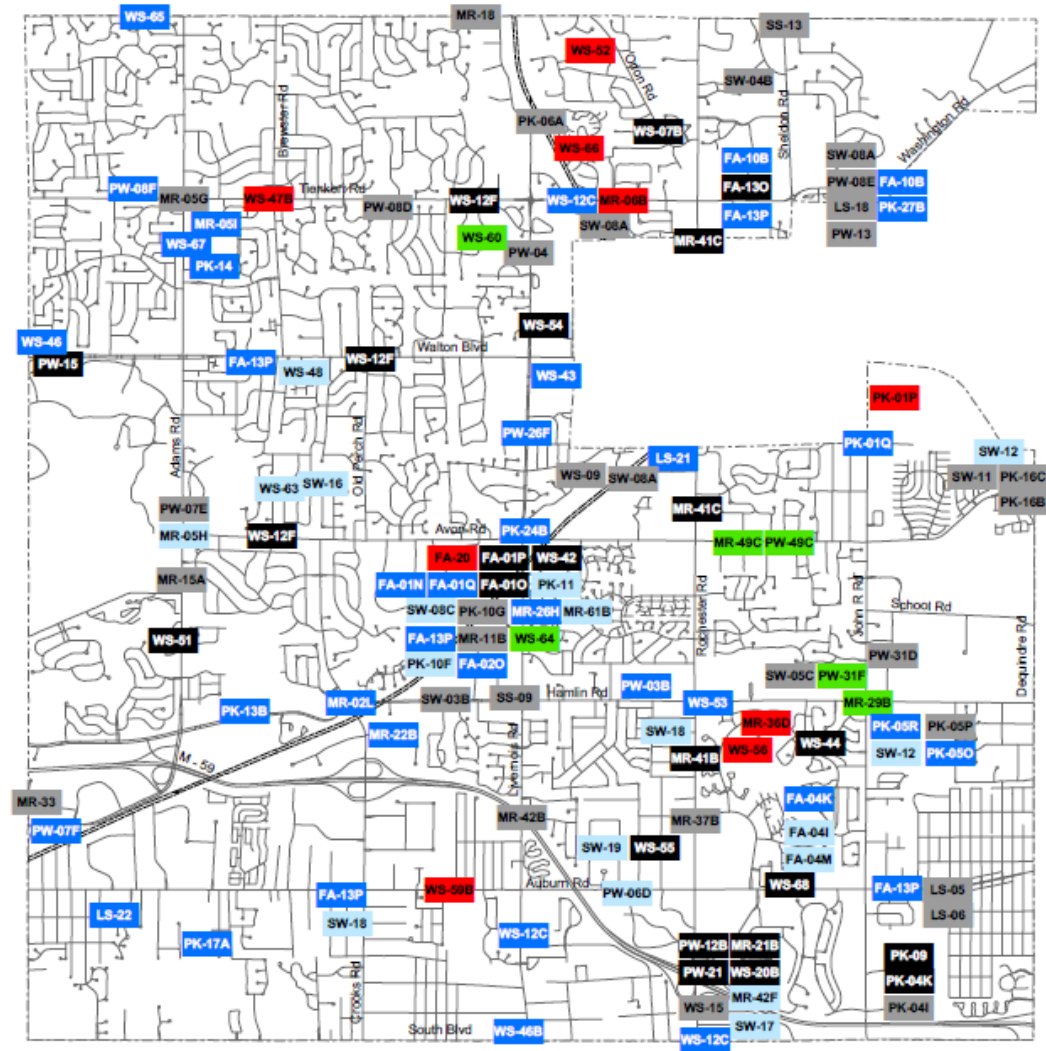 WS-65
MR-18
SS-13
WS-52
Brewster Rd
SW-04B
Sheldon Rd
Washington Rd
PK-06A
WS-07B
WS-66
FA-10B
SW-08A
PW-08F
MR-05G
WS-47B
Tienken Rd
PW-08D
WS-12F
WS-12C
MR-06B
FA-13O
PW-08E
FA-10B
MR-05I
SW-08A
FA-13P
LS-18
PK-27B
WS-67
WS-60
PW-04
MR-41C
PW-13
PK-14
WS-46
WS-54
PW-15
FA-13P
WS-48
WS-12F
Walton Blvd
WS-43
PK-01P
Adams Rd
Old Perch Rd
PW-26F
PK-01Q
LS-21
SW-12
WS-63
SW-16
WS-09
SW-08A
SW-11
PK-16C
PK-16B
PW-07E
MR-41C
MR-05H
WS-12F
Avon Rd
PK-24B
MR-49C
PW-49C
FA-20
FA-01P
WS-42
MR-15A
FA-01N
FA-01Q
FA-01O
PK-11
Rochester Rd
John R Rd
SW-08C
PK-10G
MR-26H
MR-61B
School Rd
WS-51
FA-13P
MR-11B
WS-64
Dequindre Rd
PW-31D
PK-10F
FA-02O
SW-05C
PW-31F
PW-03B
PK-13B
MR-02L
SW-03B
SS-09
Hamlin Rd
WS-53
MR-29B
MR-22B
SW-18
MR-36D
PK-05R
PK-05P
Livernois Rd
MR-41B
WS-56
WS-44
SW-12
PK-05O
M - 59
MR-33
PW-07F
MR-42B
MR-37B
FA-04K
FA-04I
SW-19
WS-55
FA-04M
FA-13P
WS-59B
Auburn Rd
PW-06D
WS-68
FA-13P
LS-05
LS-22
SW-18
LS-06
PK-17A
WS-12C
PW-12B
MR-21B
PK-09
PW-21
WS-20B
PK-04K
Crooks Rd
WS-15
MR-42F
PK-04I
South Blvd
WS-46B
WS-12C
SW-17